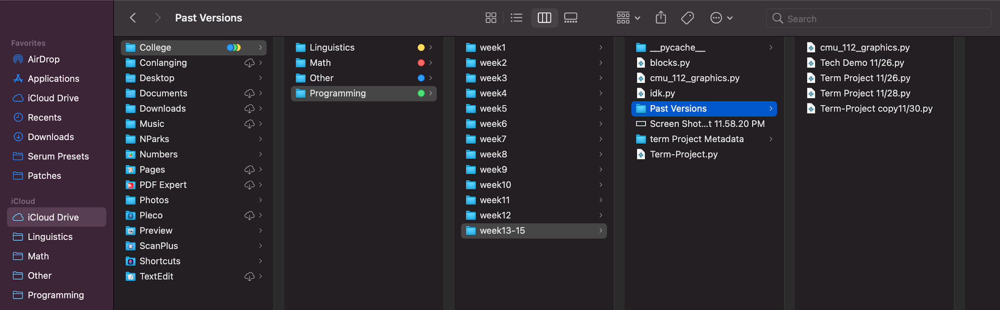 Past Versions
Search
Favorites
AirDrop
Applications
iCloud Drive
Recents
Downloads
Serum Presets
Patches
iCloud
iCloud Drive
Linguistics
Math
Other
Programming
College
Conlanging
Desktop
Documents
Downloads
Music
NParks
Numbers
Pages
PDF Expert
Photos
Pleco
Preview
ScanPlus
Shortcuts
TextEdit
Linguistics
Math
Other
Programming
week1
week2
week3
week4
week5
week6
week7
week8
week9
week10
week11
week12
week13-15
__pycache__
blocks.py
cmu_112_graphics.py
idk.py
Past Versions
Screen Shot...t 11.58.20 PM
term Project Metadata
Term-Project.py
cmu_112_graphics.py
Tech Demo 11/26.py
Term Project 11/26.py
Term Project 11/28.py
Term-Project copy11/30.py